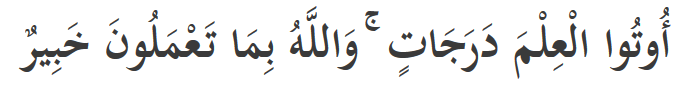 أُوتُوا الْعِلْمَ دَرَجَاتٍ ۚ وَاللَّهُ بِمَا تَعْمَلُونَ خَبِيرٌ